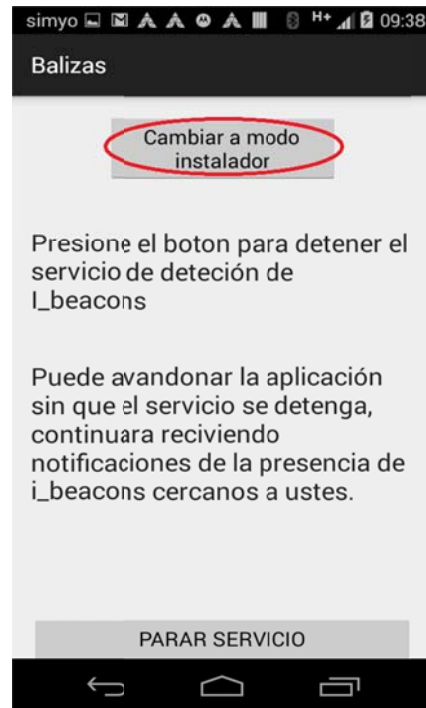 simyo H+ 09:38
Balizas
Cambiar a modo
instalador
Presione el boton para detener el
servicio de deteción de
I_beacons
Puede avandonar la aplicación
sin que el servicio se detenga,
continuara reciviendo
notificaciones de la presencia de
i_beacons cercanos a ustes.
PARAR SERVICIO